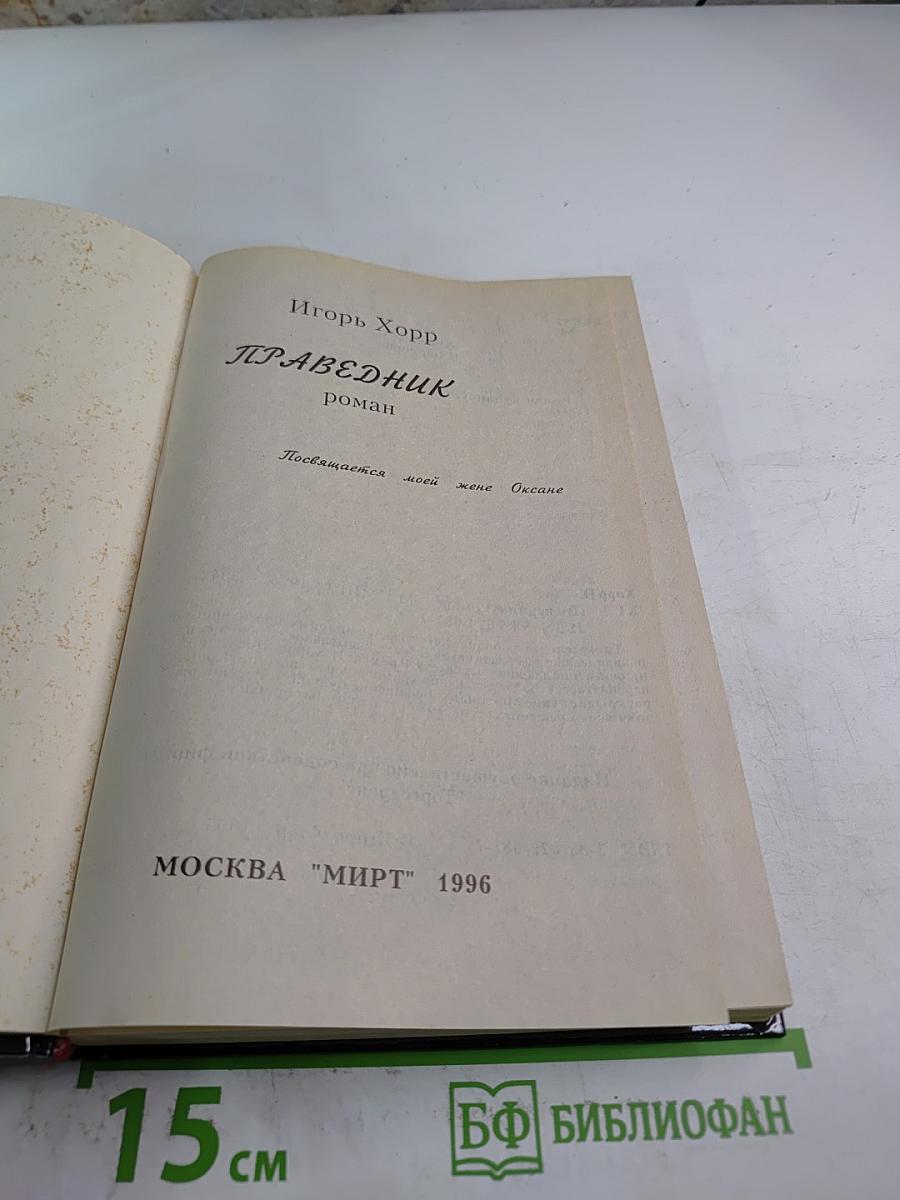 Игорь Хорр
ПРАВЕДНИК
роман
Посвящается моей жене Оксане
МОСКВА "МИРТ" 1996
15 см
БФ БИБЛИОФАН